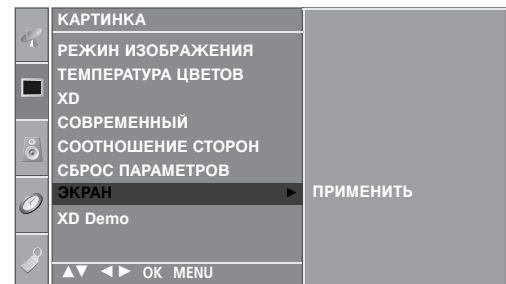 КАРТИНКА
РЕЖИН ИЗОБРАЖЕНИЯ
ТЕМПЕРАТУРА ЦВЕТОВ
XD
СОВРЕМЕННЫЙ
СООТНОШЕНИЕ СТОРОН
СБРОС ПАРАМЕТРОВ
ЭКРАН ► ПРИМЕНИТЬ
XD Demo
▲▼ ◄► OK MENU